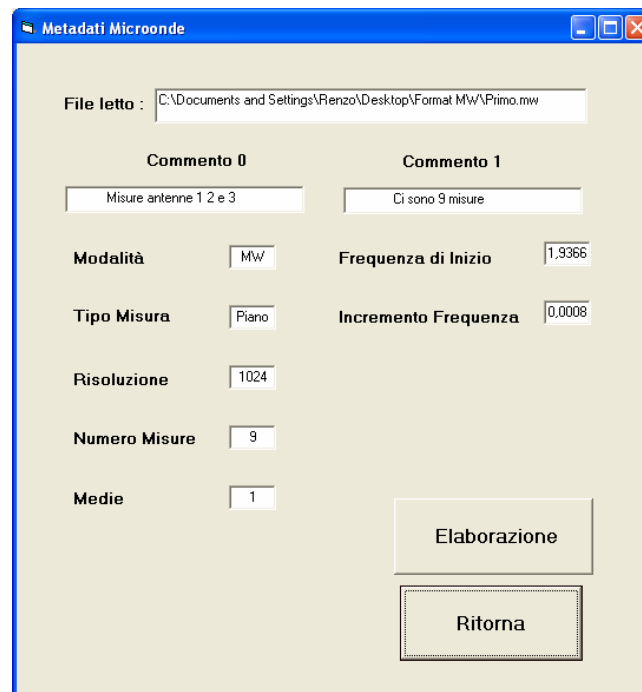 Metadati Microonde
File letto : C:\Documents and Settings\Renzo\Desktop\Format MW\Primo.mw
Commento 0 Commento 1
Misure antenne 1 2 e 3 Ci sono 9 misure
Modalità MW Frequenza di Inizio 1,9366
Tipo Misura Piano Incremento Frequenza 0,0008
Risoluzione 1024
Numero Misure 9
Medie 1
Elaborazione
Ritorna